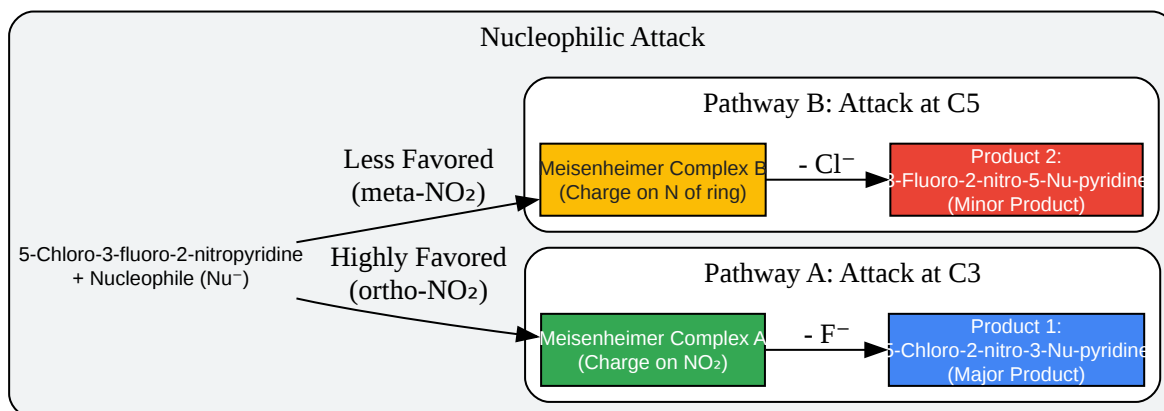 Nucleophilic Attack
Pathway B: Attack at C5
Less Favored
(meta-NO₂)
Meisenheimer Complex B
(Charge on N of ring)
- Cl⁻
Product 2:
3-Fluoro-2-nitro-5-Nu-pyridine
(Minor Product)
5-Chloro-3-fluoro-2-nitropyridine
+ Nucleophile (Nu⁻)
Highly Favored
(ortho-NO₂)
Pathway A: Attack at C3
Meisenheimer Complex A
(Charge on NO₂)
- F⁻
Product 1:
5-Chloro-2-nitro-3-Nu-pyridine
(Major Product)